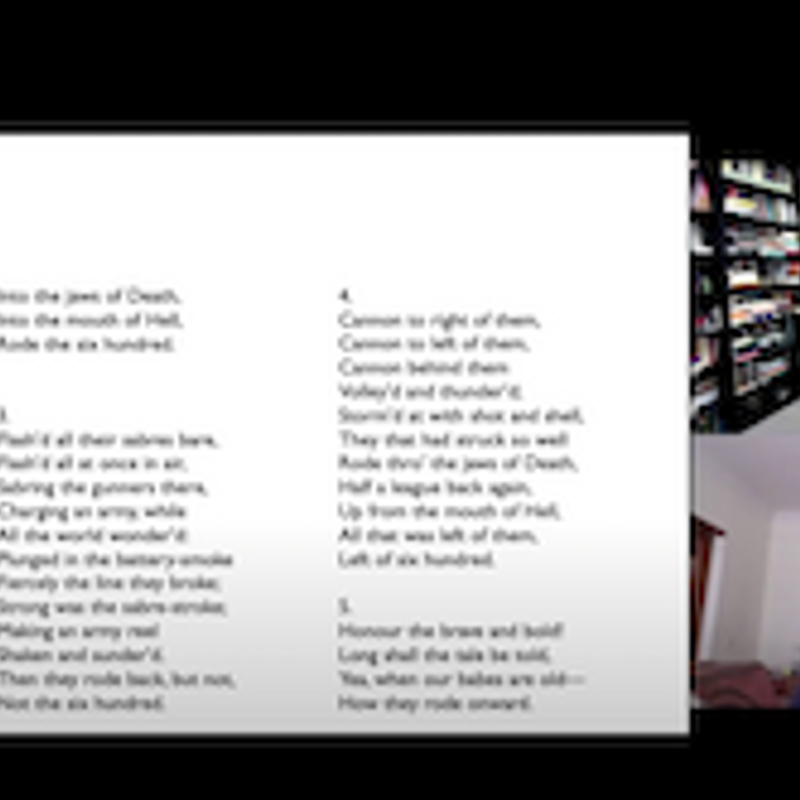 Into the jaws of Death,
Into the mouth of Hell,
Rode the six hundred.
3.
Flash'd all their sabres bare,
Flash'd all at once in air,
Sabring the gunners there,
Charging an army, while
All the world wonder'd:
Plunged in the battery-smoke
Fiercely the line they broke;
Strong was the sabre-stroke;
Making an army reel
Shaken and sunder'd.
Then they rode back, but not,
Not the six hundred.
4.
Cannon to right of them,
Cannon to left of them,
Cannon behind them
Volley'd and thunder'd;
Storm'd at with shot and shell,
They that had struck so well
Rode thro' the jaws of Death,
Half a league back again,
Up from the mouth of Hell,
All that was left of them,
Left of six hundred.
5.
Honour the brave and bold!
Long shall the tale be told,
Yea, when our babes are old—
How they rode onward.